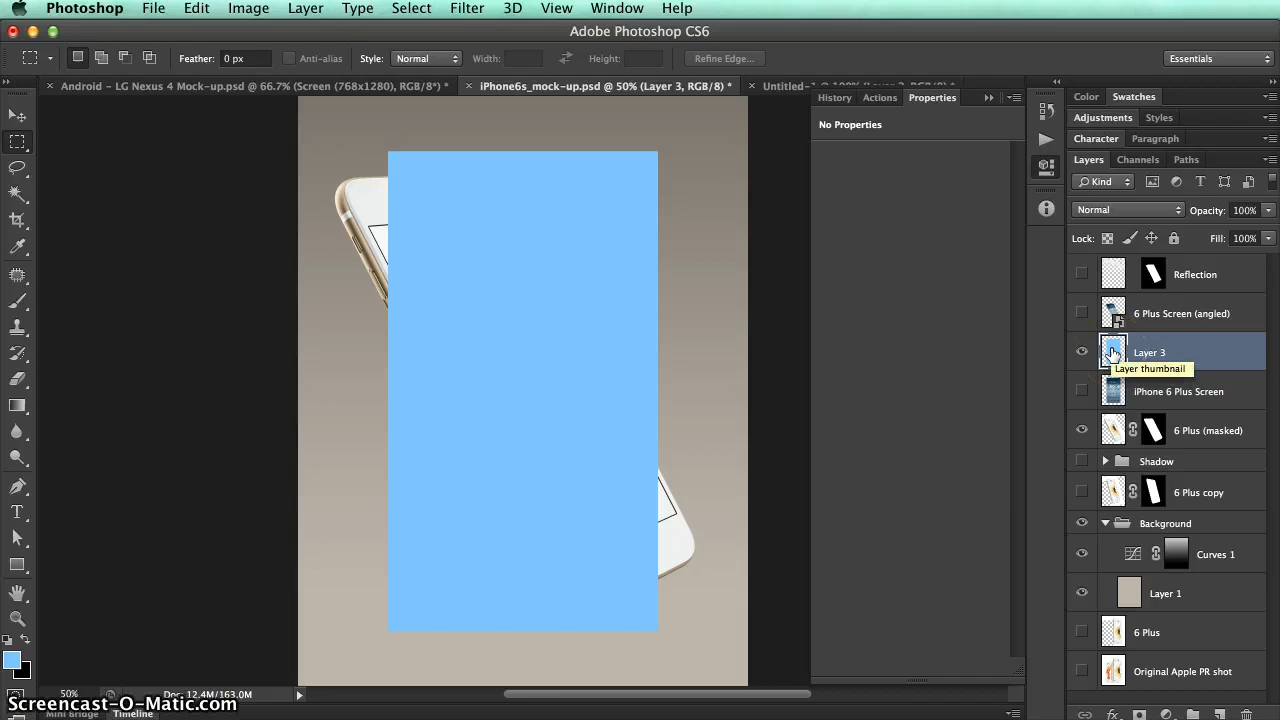 Photoshop File Edit Image Layer Type Select Filter 3D View Window Help
Adobe Photoshop CS6
Feather: 0 px Anti-alias Style: Normal Width: Height: Refine Edge... Essentials
× Android - LG Nexus 4 Mock-up.psd @ 66.7% (Screen (768x1280), RGB/8*) * × iPhone6s_mock-up.psd @ 50% (Layer 3, RGB/8) * × Untitled-1 @ 100% (Layer 2, RGB/8) *
History Actions Properties
No Properties
Color Swatches
Adjustments Styles
Character Paragraph
Layers Channels Paths
Kind
Normal Opacity: 100%
Lock: Fill: 100%
Reflection
6 Plus Screen (angled)
Layer 3
Layer thumbnail
iPhone 6 Plus Screen
6 Plus (masked)
Shadow
6 Plus copy
Background
Curves 1
Layer 1
6 Plus
Original Apple PR shot
50% Doc: 12.4M/163.0M
Screencast-O-Matic.com
Mini Bridge Timeline